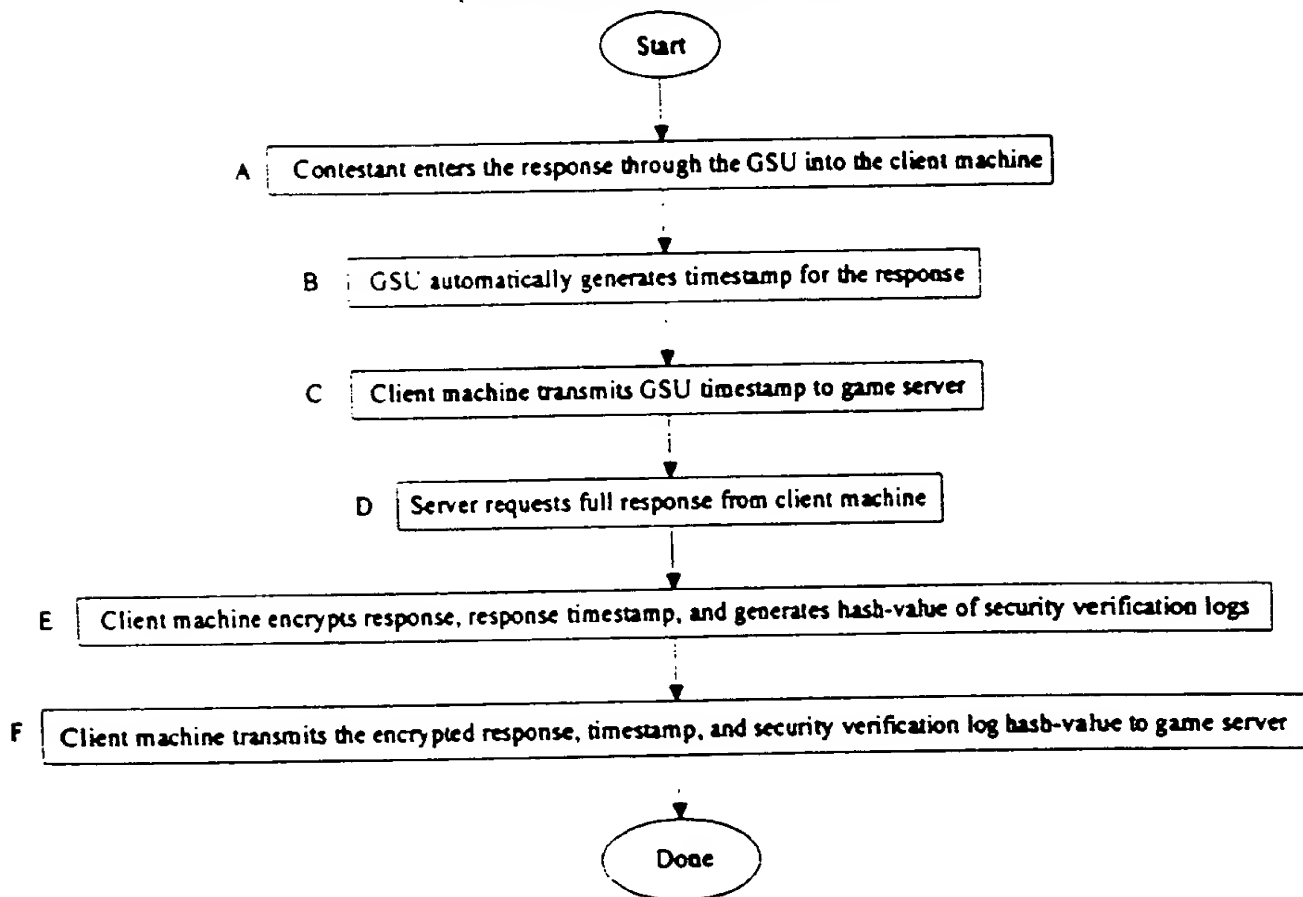 Start
A Contestant enters the response through the GSU into the client machine
B GSU automatically generates timestamp for the response
C Client machine transmits GSU timestamp to game server
D Server requests full response from client machine
E Client machine encrypts response, response timestamp, and generates hash-value of security verification logs
F Client machine transmits the encrypted response, timestamp, and security verification log hash-value to game server
Done